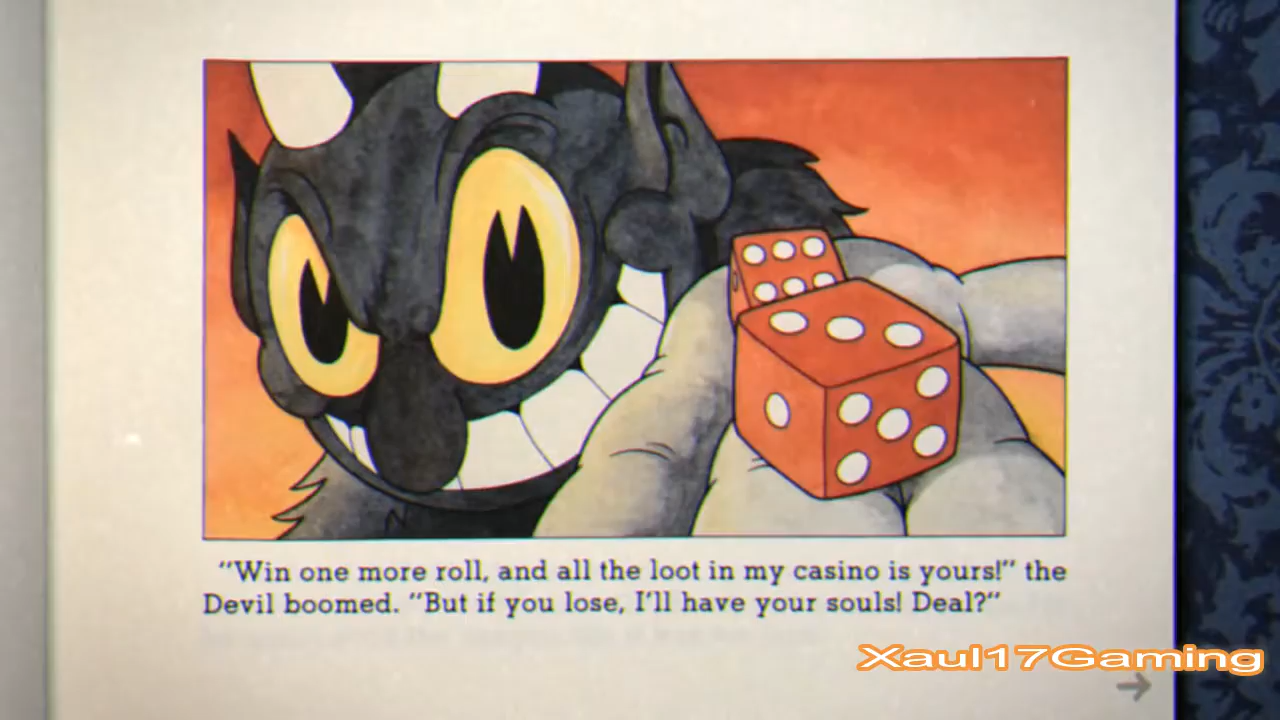 “Win one more roll, and all the loot in my casino is yours!” the
Devil boomed. “But if you lose, I’ll have your souls! Deal?”
Xaul17Gaming